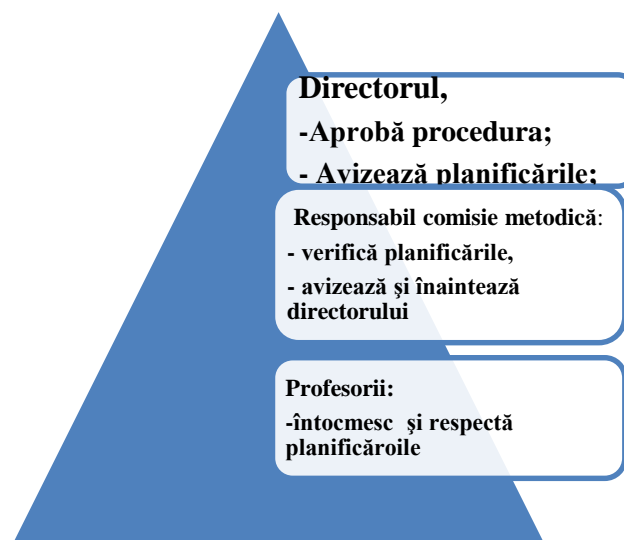 Directorul,
-Aprobă procedura;
- Avizează planificările;
Responsabil comisie metodică:
- verifică planificările,
- avizează şi înaintează
directorului
Profesorii:
-întocmesc şi respectă
planificăroile